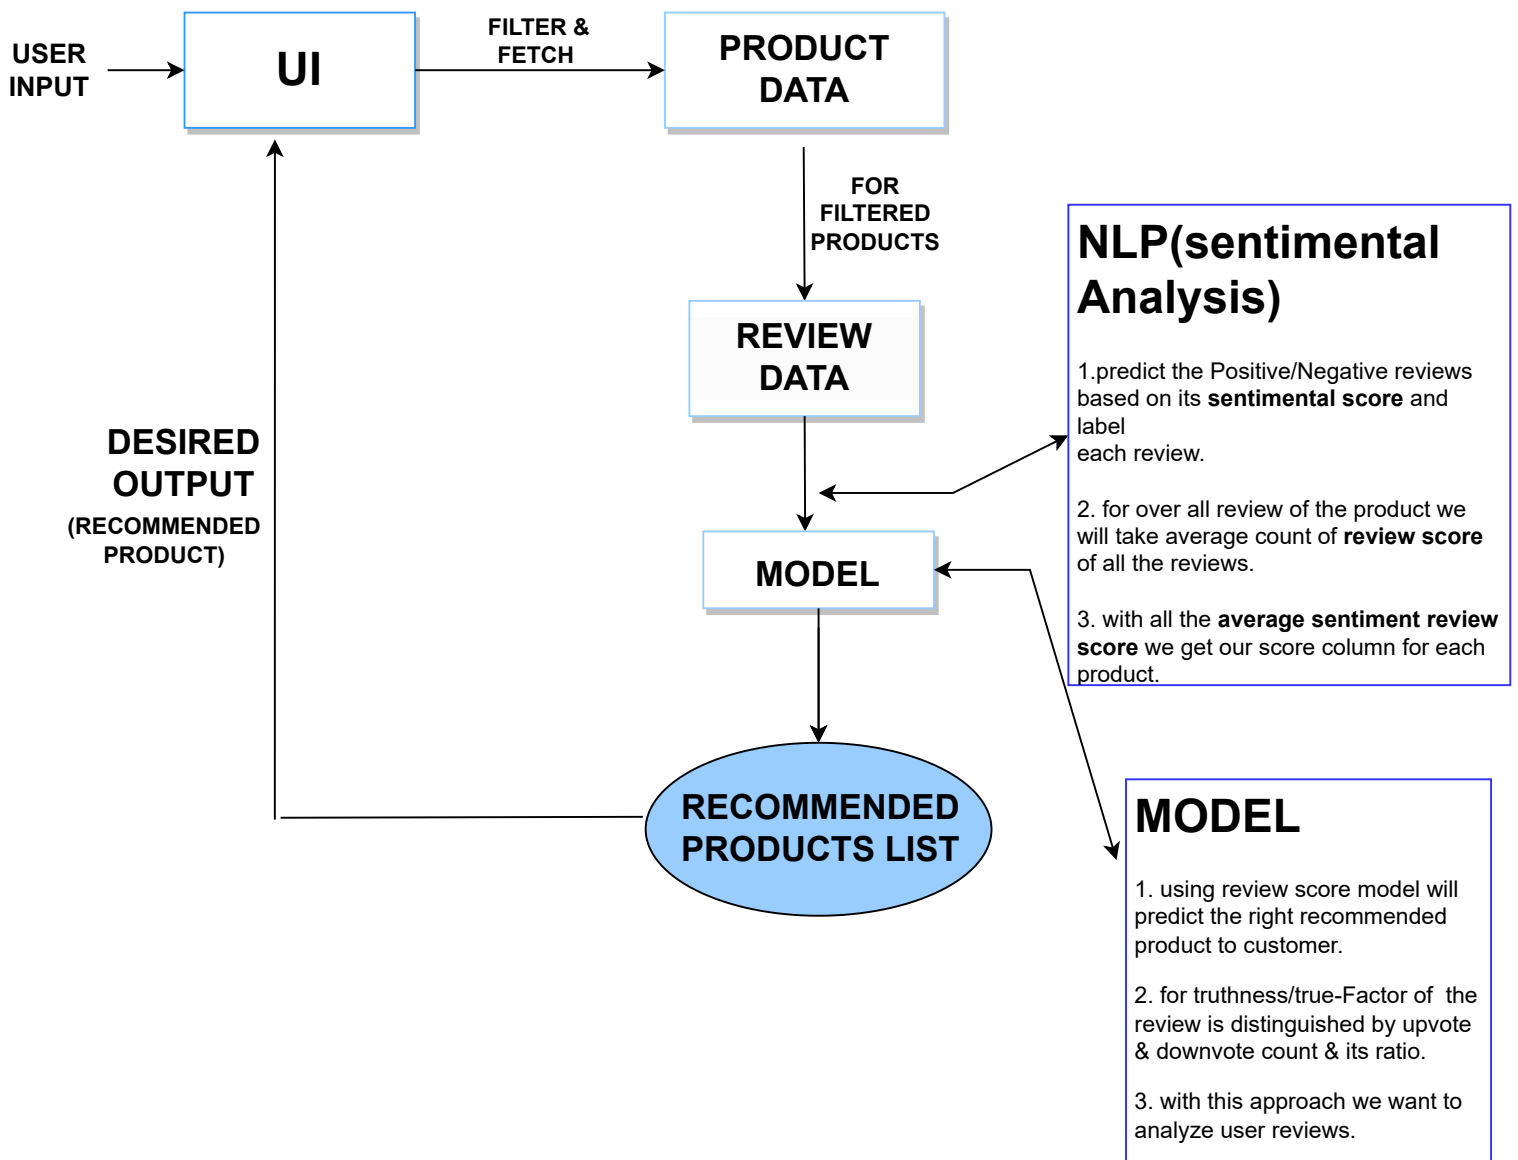 USER
INPUT
UI
FILTER &
FETCH
PRODUCT
DATA
FOR
FILTERED
PRODUCTS
REVIEW
DATA
NLP(sentimental
Analysis)
1.predict the Positive/Negative reviews
based on its sentimental score and
label
each review.
2. for over all review of the product we
will take average count of review score
of all the reviews.
3. with all the average sentiment review
score we get our score column for each
product.
DESIRED
OUTPUT
(RECOMMENDED
PRODUCT)
MODEL
RECOMMENDED
PRODUCTS LIST
MODEL
1. using review score model will
predict the right recommended
product to customer.
2. for truthness/true-Factor of  the
review is distinguished by upvote
& downvote count & its ratio.
3. with this approach we want to
analyze user reviews.